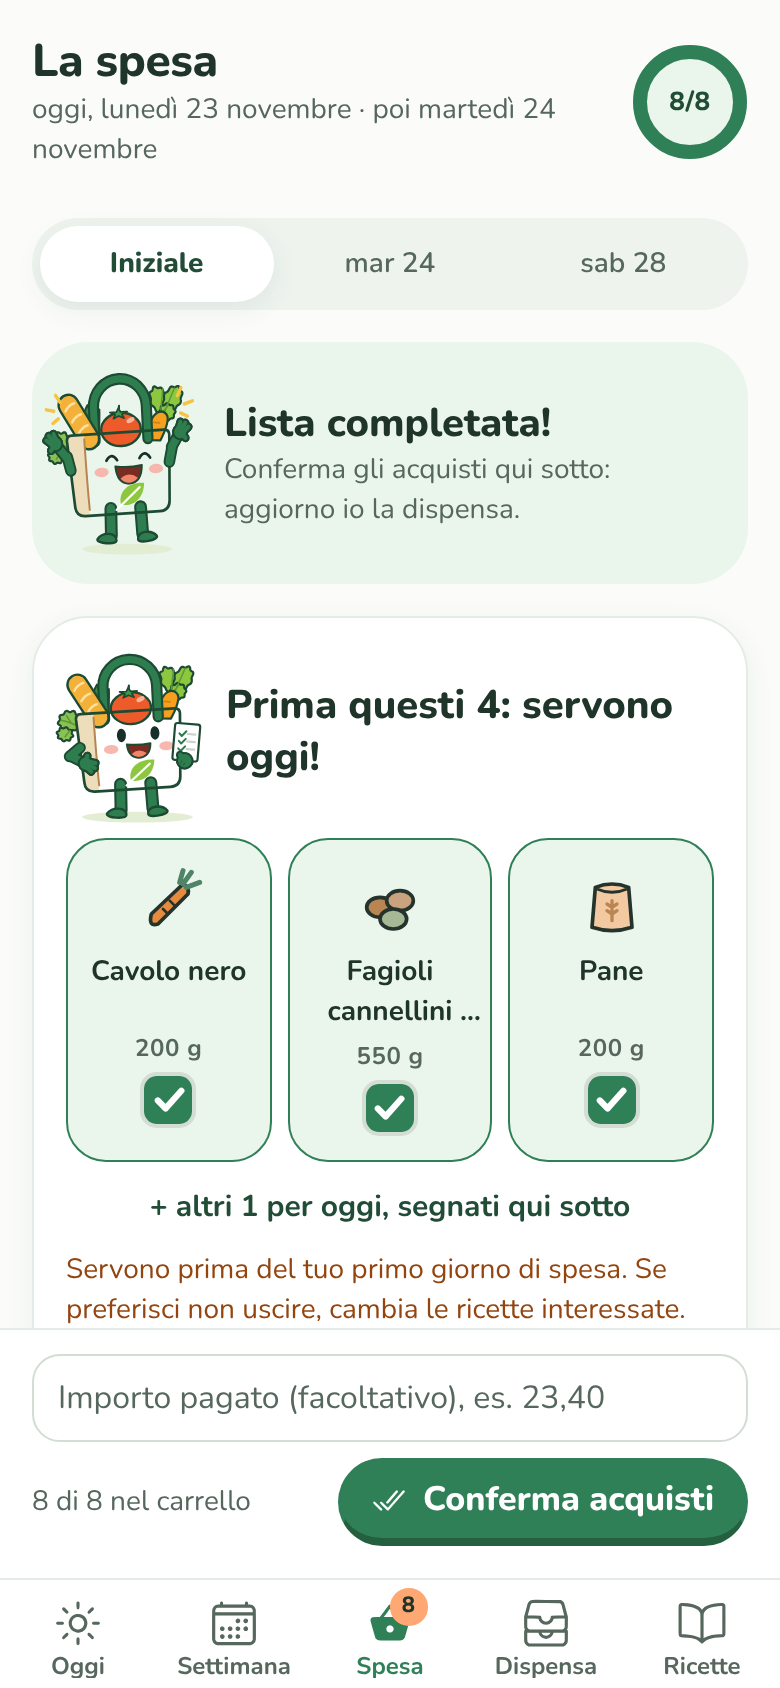 La spesa
oggi, lunedì 23 novembre · poi martedì 24
novembre
8/8
Iniziale
mar 24
sab 28
Lista completata!
Conferma gli acquisti qui sotto:
aggiorno io la dispensa.
Prima questi 4: servono
oggi!
Cavolo nero
200 g
Fagioli
cannellini ...
550 g
Pane
200 g
+ altri 1 per oggi, segnati qui sotto
Servono prima del tuo primo giorno di spesa. Se
preferisci non uscire, cambia le ricette interessate.
Importo pagato (facoltativo), es. 23,40
8 di 8 nel carrello
Conferma acquisti
8
Oggi
Settimana
Spesa
Dispensa
Ricette